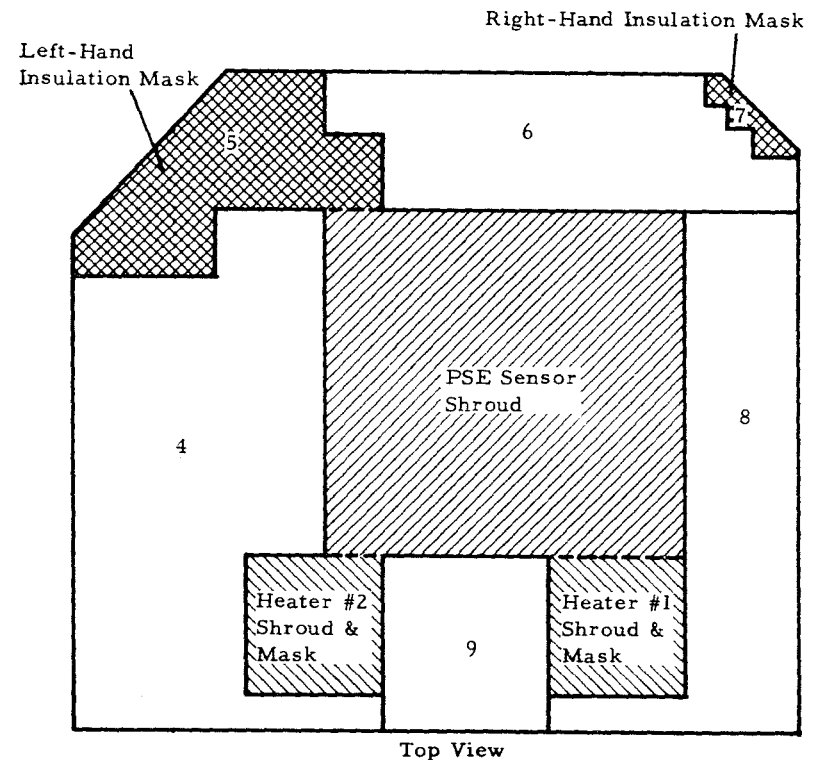 Right-Hand Insulation Mask
Left-Hand
Insulation Mask
5
6
7
PSE Sensor
Shroud
4
8
Heater #2
Shroud &
Mask
9
Heater #1
Shroud &
Mask
Top View